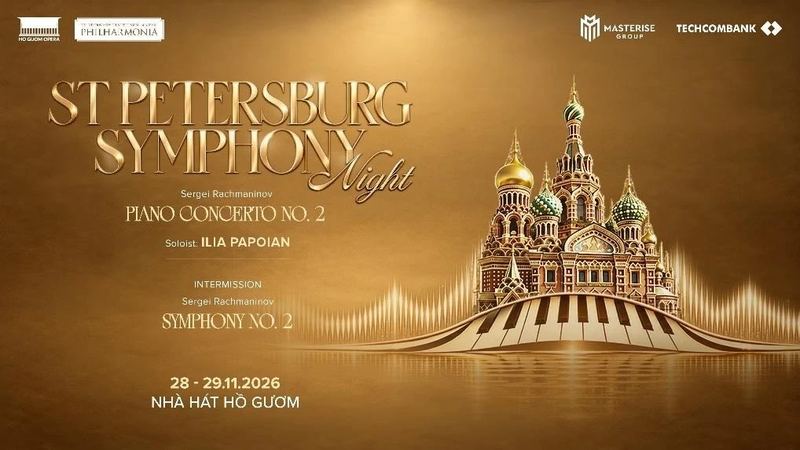 HO GUOM OPERA
PHILHARMONIA
MASTERISE
GROUP
TECHCOMBANK
ST PETERSBURG
SYMPHONY
Night
Sergei Rachmaninov
PIANO CONCERTO NO. 2
Soloist: ILIA PAPOIAN
INTERMISSION
Sergei Rachmaninov
SYMPHONY NO. 2
28 - 29.11.2026
NHÀ HÁT HỒ GƯƠM